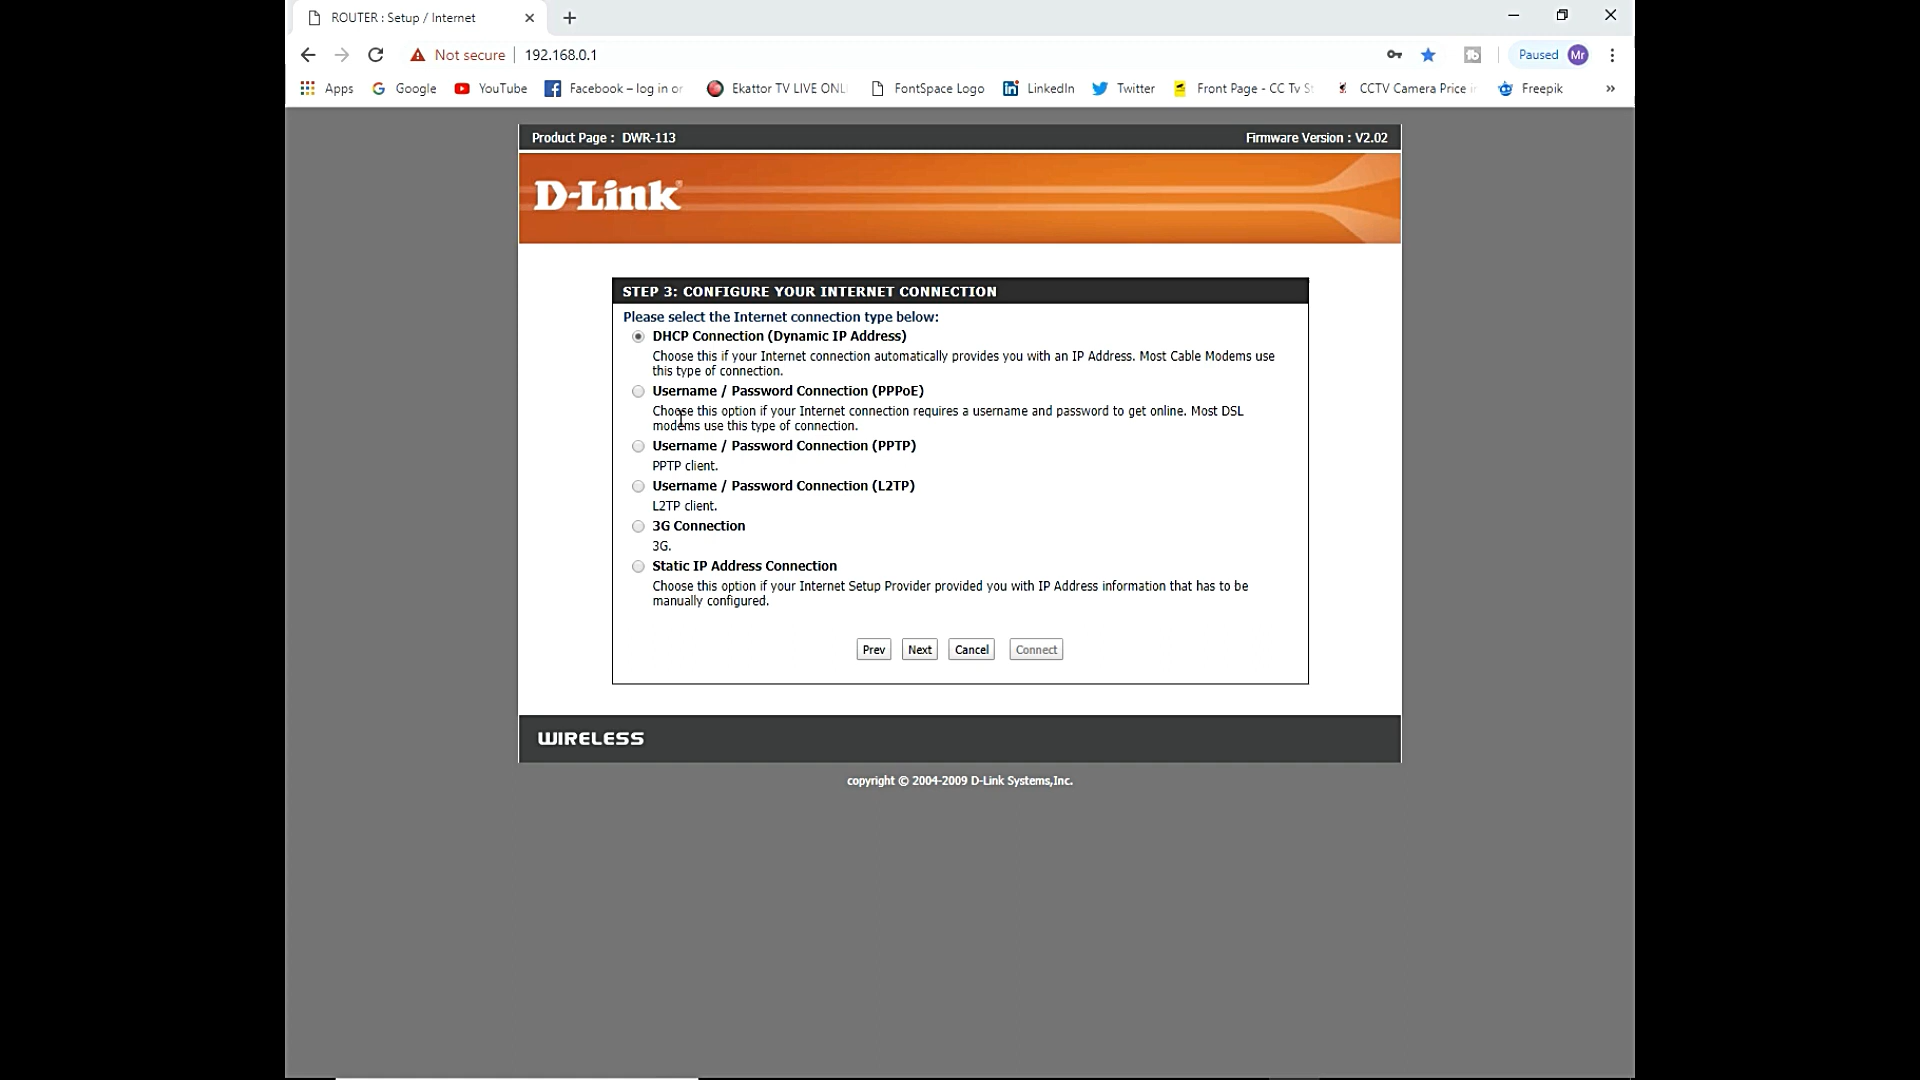 ROUTER : Setup / Internet
Not secure 192.168.0.1 Paused Mr
Apps Google YouTube Facebook – log in or Ekattor TV LIVE ONL FontSpace Logo LinkedIn Twitter Front Page - CC Tv St CCTV Camera Price in Freepik »
Product Page : DWR-113 Firmware Version : V2.02
D-Link
STEP 3: CONFIGURE YOUR INTERNET CONNECTION
Please select the Internet connection type below:
DHCP Connection (Dynamic IP Address)
Choose this if your Internet connection automatically provides you with an IP Address. Most Cable Modems use
this type of connection.
Username / Password Connection (PPPoE)
Choose this option if your Internet connection requires a username and password to get online. Most DSL
modems use this type of connection.
Username / Password Connection (PPTP)
PPTP client.
Username / Password Connection (L2TP)
L2TP client.
3G Connection
3G.
Static IP Address Connection
Choose this option if your Internet Setup Provider provided you with IP Address information that has to be
manually configured.
Prev Next Cancel Connect
WIRELESS
copyright © 2004-2009 D-Link Systems,Inc.